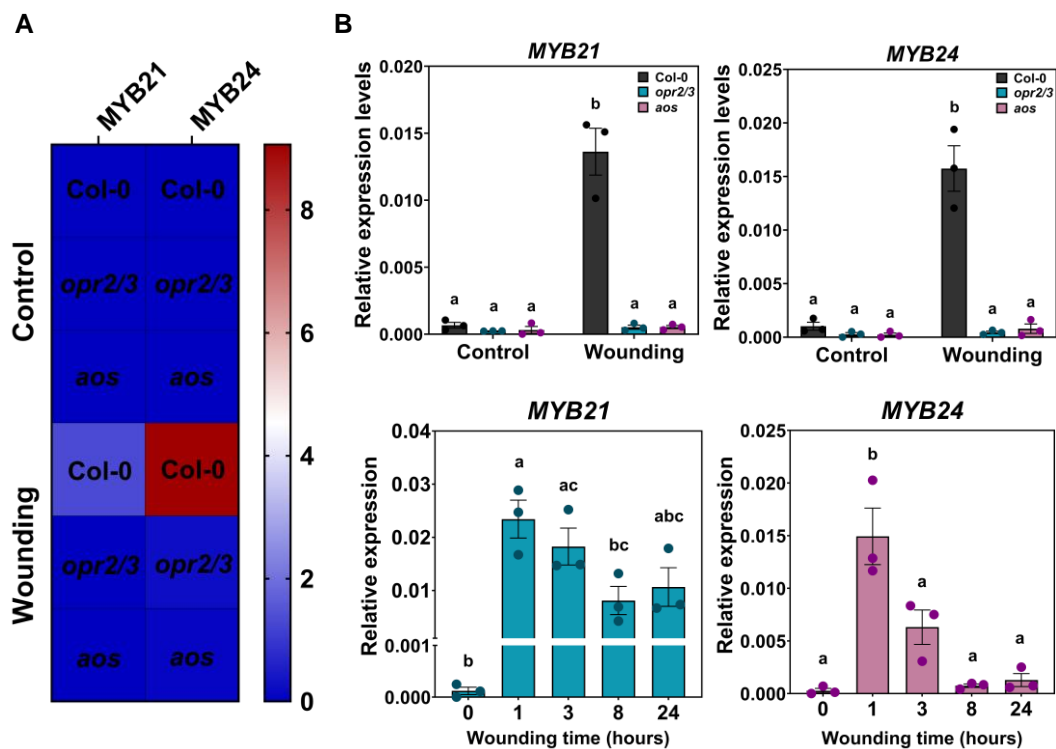 A
MYB21
MYB24
Control
Wounding
Col-0 Col-0
opr2/3 opr2/3
aos aos
Col-0 Col-0
opr2/3 opr2/3
aos aos
8
6
4
2
0
B
MYB21
Relative expression levels
0.020
0.015
0.010
0.005
0.000
Col-0
opr2/3
aos
a a a b a a
Control Wounding
MYB24
Relative expression levels
0.025
0.020
0.015
0.010
0.005
0.000
Col-0
opr2/3
aos
a a a b a a
Control Wounding
MYB21
Relative expression
0.04
0.03
0.02
0.01
0.001
0.000
b a ac bc abc
0 1 3 8 24
Wounding time (hours)
MYB24
Relative expression
0.025
0.020
0.015
0.010
0.005
0.000
a b a a a
0 1 3 8 24
Wounding time (hours)